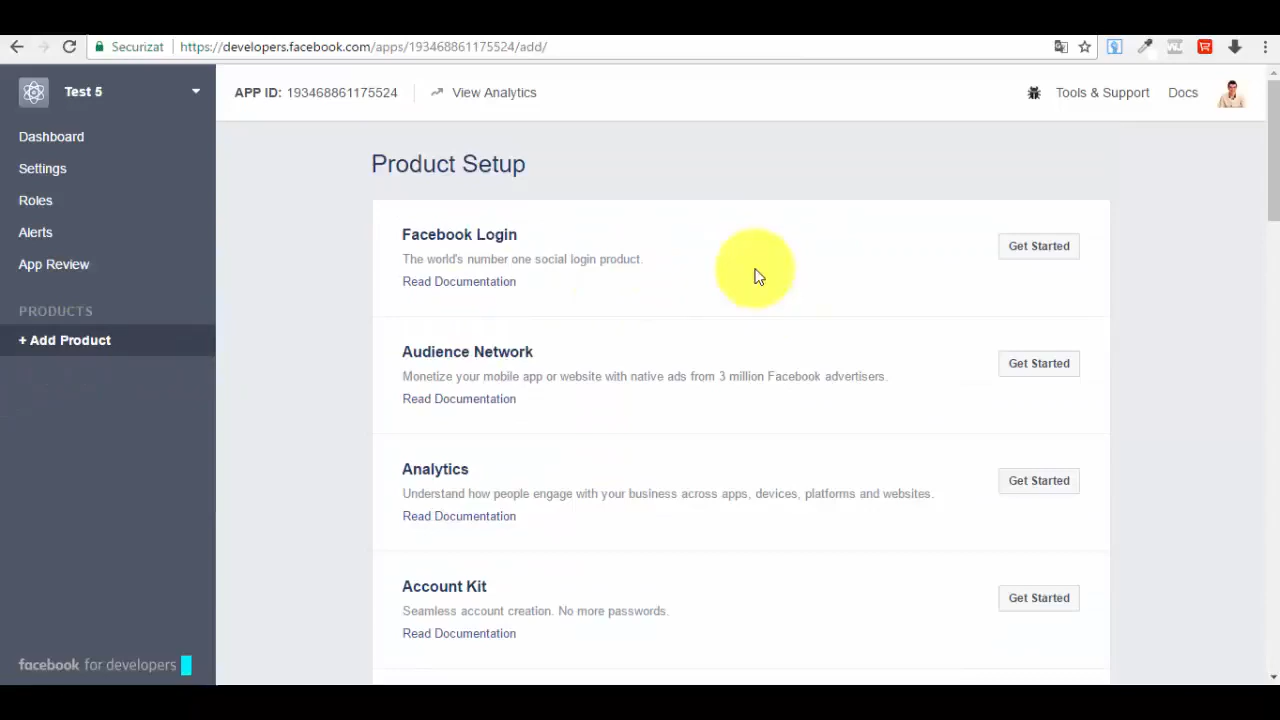 Securizat
https://developers.facebook.com/apps/193468861175524/add/
Test 5
APP ID: 193468861175524
View Analytics
Tools & Support
Docs
Dashboard
Settings
Roles
Alerts
App Review
PRODUCTS
+ Add Product
facebook for developers
Product Setup
Facebook Login
The world's number one social login product.
Read Documentation
Get Started
Audience Network
Monetize your mobile app or website with native ads from 3 million Facebook advertisers.
Read Documentation
Get Started
Analytics
Understand how people engage with your business across apps, devices, platforms and websites.
Read Documentation
Get Started
Account Kit
Seamless account creation. No more passwords.
Read Documentation
Get Started